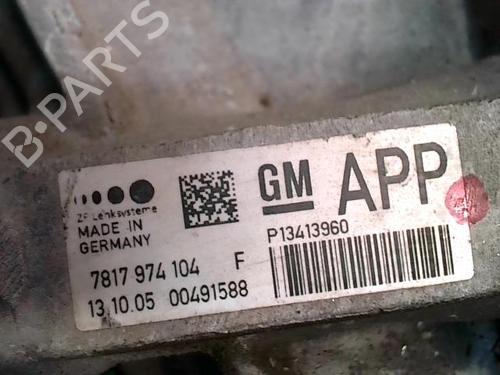 B-PARTS
ZF Lenksysteme
MADE IN
GERMANY
GM
APP
P13413960
7817 974 104 F
13.10.05 00491588